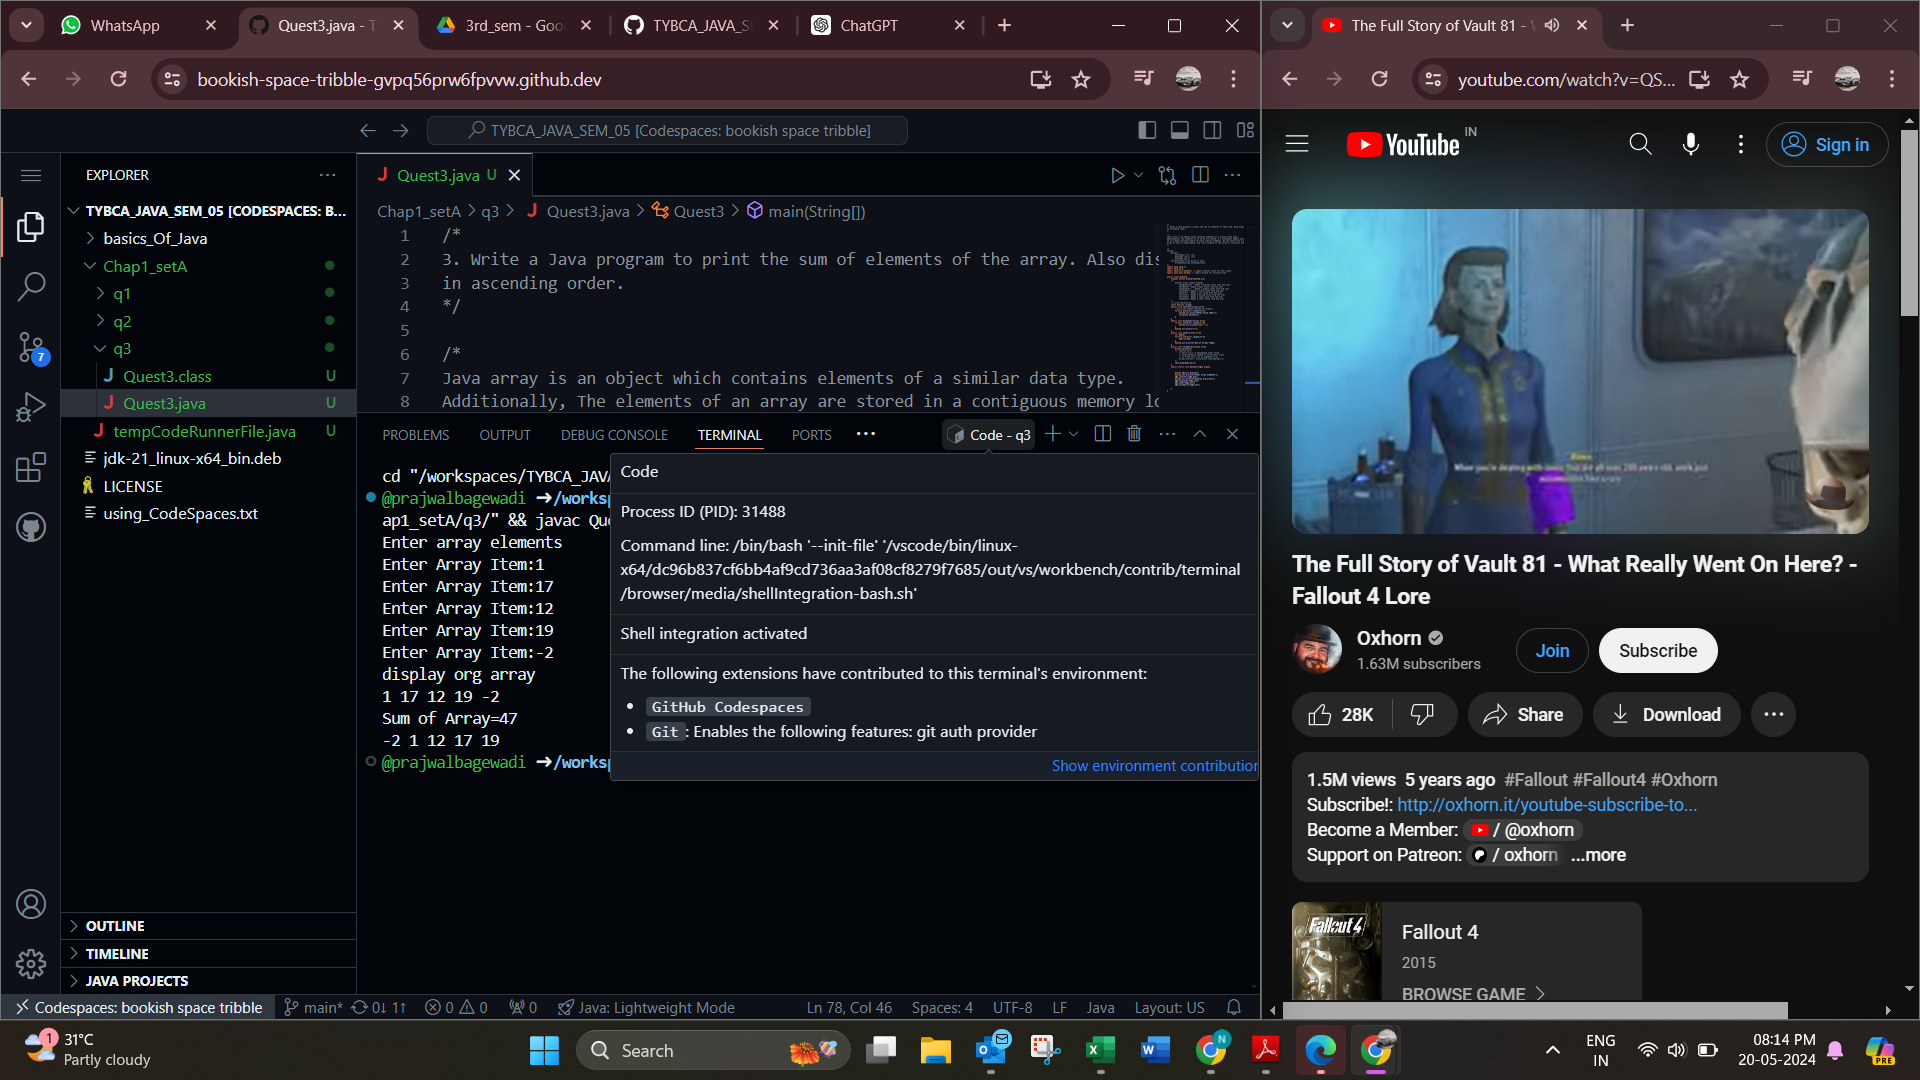 WhatsApp
Quest3.java - T
3rd_sem - Goo
TYBCA_JAVA_S
ChatGPT
bookish-space-tribble-gvpq56prw6fpvvw.github.dev
TYBCA_JAVA_SEM_05 [Codespaces: bookish space tribble]
EXPLORER
TYBCA_JAVA_SEM_05 [CODESPACES: B...
basics_Of_Java
Chap1_setA
q1
q2
q3
Quest3.class U
Quest3.java U
tempCodeRunnerFile.java U
jdk-21_linux-x64_bin.deb
LICENSE
using_CodeSpaces.txt
7
OUTLINE
TIMELINE
JAVA PROJECTS
Quest3.java U
Chap1_setA > q3 > Quest3.java > Quest3 > main(String[])
1 /*
2 3. Write a Java program to print the sum of elements of the array. Also dis
3 in ascending order.
4 */
5
6 /*
7 Java array is an object which contains elements of a similar data type.
8 Additionally, The elements of an array are stored in a contiguous memory lo
PROBLEMS OUTPUT DEBUG CONSOLE TERMINAL PORTS
Code - q3
cd "/workspaces/TYBCA_JAVA
@prajwalbagewadi ➜/worksp
ap1_setA/q3/" && javac Que
Enter array elements
Enter Array Item:1
Enter Array Item:17
Enter Array Item:12
Enter Array Item:19
Enter Array Item:-2
display org array
1 17 12 19 -2
Sum of Array=47
-2 1 12 17 19
@prajwalbagewadi ➜/worksp
Code
Process ID (PID): 31488
Command line: /bin/bash '--init-file' '/vscode/bin/linux-
x64/dc96b837cf6bb4af9cd736aa3af08cf8279f7685/out/vs/workbench/contrib/terminal
/browser/media/shellIntegration-bash.sh'
Shell integration activated
The following extensions have contributed to this terminal's environment:
• GitHub Codespaces
• Git: Enables the following features: git auth provider
Show environment contribution
Codespaces: bookish space tribble
main* 0↓ 1↑
0 0
0
Java: Lightweight Mode
Ln 78, Col 46
Spaces: 4
UTF-8
LF
Java
Layout: US
The Full Story of Vault 81 -
youtube.com/watch?v=QS...
YouTube IN
Sign in
The Full Story of Vault 81 - What Really Went On Here? -
Fallout 4 Lore
Oxhorn
1.63M subscribers
Join
Subscribe
28K
Share
Download
1.5M views 5 years ago #Fallout #Fallout4 #Oxhorn
Subscribe!: http://oxhorn.it/youtube-subscribe-to...
Become a Member: / @oxhorn
Support on Patreon: / oxhorn ...more
Fallout 4
Fallout 4
2015
BROWSE GAME
1
31°C
Partly cloudy
Search
N
PRE
ENG
IN
08:14 PM
20-05-2024